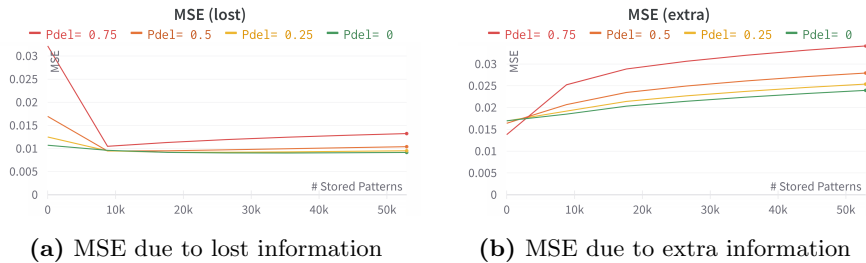 MSE (lost)
Pdel= 0.75 Pdel= 0.5 Pdel= 0.25 Pdel= 0
MSE
0.03
0.025
0.02
0.015
0.01
0.005
0
# Stored Patterns
0 10k 20k 30k 40k 50k
(a) MSE due to lost information
MSE (extra)
Pdel= 0.75 Pdel= 0.5 Pdel= 0.25 Pdel= 0
MSE
0.03
0.025
0.02
0.015
0.01
0.005
0
# Stored Patterns
0 10k 20k 30k 40k 50k
(b) MSE due to extra information